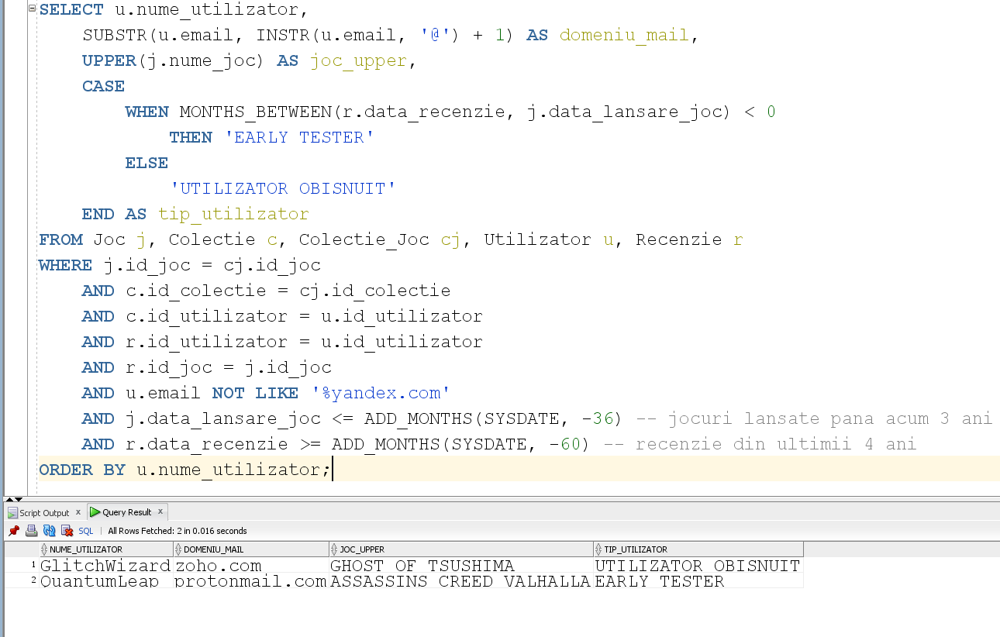 SELECT u.nume_utilizator,
SUBSTR(u.email, INSTR(u.email, '@') + 1) AS domeniu_mail,
UPPER(j.nume_joc) AS joc_upper,
CASE
WHEN MONTHS_BETWEEN(r.data_recenzie, j.data_lansare_joc) < 0
THEN 'EARLY TESTER'
ELSE
'UTILIZATOR OBISNUIT'
END AS tip_utilizator
FROM Joc j, Colectie c, Colectie_Joc cj, Utilizator u, Recenzie r
WHERE j.id_joc = cj.id_joc
AND c.id_colectie = cj.id_colectie
AND c.id_utilizator = u.id_utilizator
AND r.id_utilizator = u.id_utilizator
AND r.id_joc = j.id_joc
AND u.email NOT LIKE '%yandex.com'
AND j.data_lansare_joc <= ADD_MONTHS(SYSDATE, -36) -- jocuri lansate pana acum 3 ani
AND r.data_recenzie >= ADD_MONTHS(SYSDATE, -60) -- recenzie din ultimii 4 ani
ORDER BY u.nume_utilizator;
Script Output x Query Result x
SQL | All Rows Fetched: 2 in 0.016 seconds
NUME_UTILIZATOR DOMENIU_MAIL JOC_UPPER TIP_UTILIZATOR
1 GlitchWizard zoho.com GHOST OF TSUSHIMA UTILIZATOR OBISNUIT
2 QuantumLeap protonmail.com ASSASSINS CREED VALHALLA EARLY TESTER